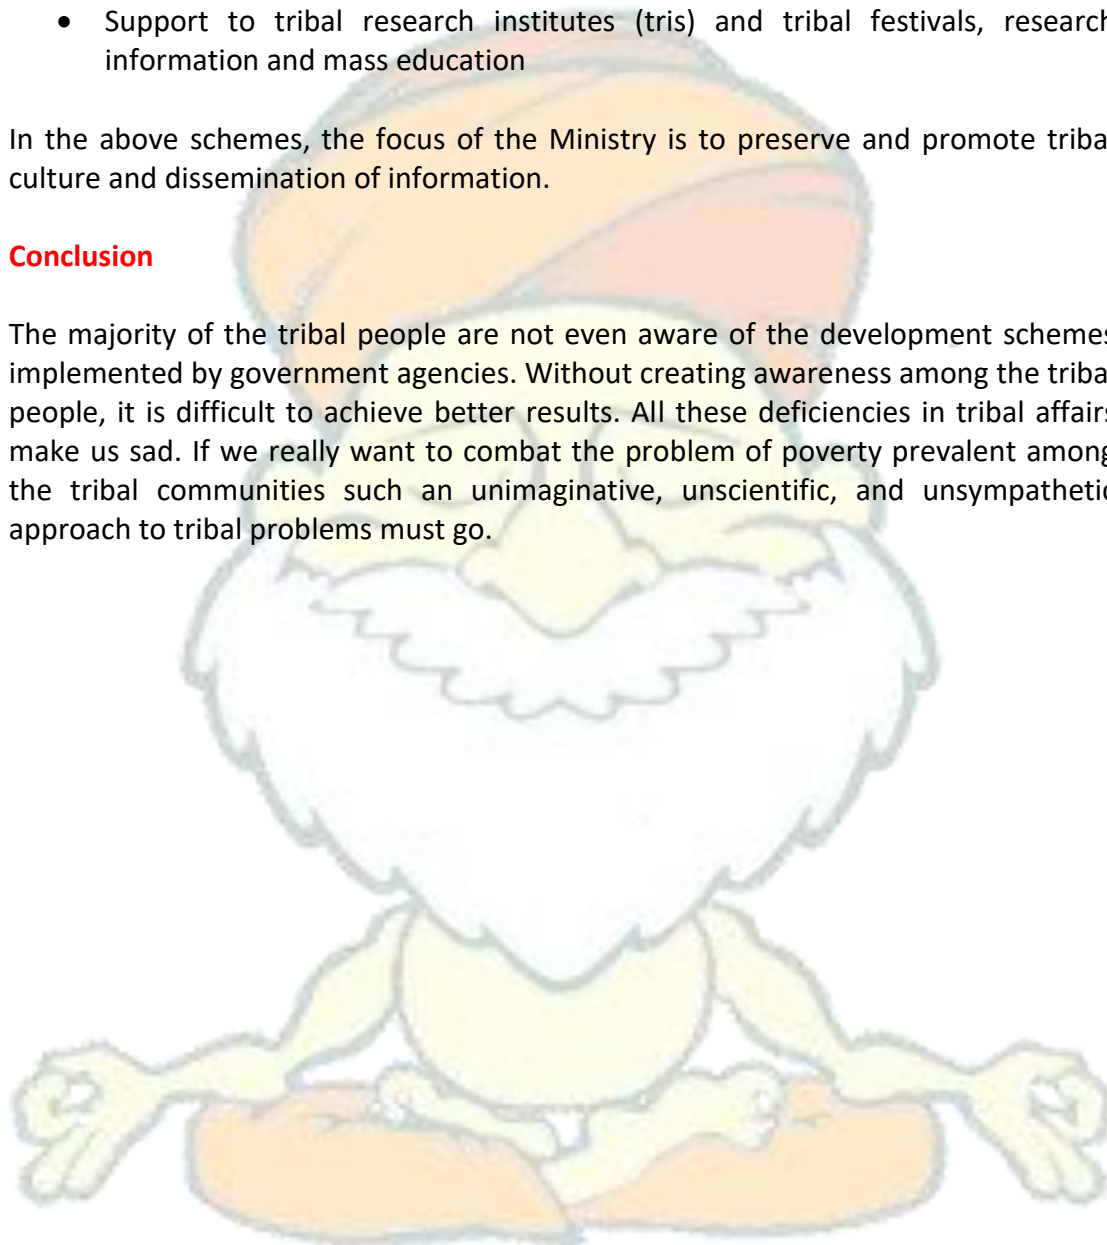 • Support to tribal research institutes (tris) and tribal festivals, research
information and mass education
In the above schemes, the focus of the Ministry is to preserve and promote triba
culture and dissemination of information.
Conclusion
The majority of the tribal people are not even aware of the development schemes
implemented by government agencies. Without creating awareness among the triba
people, it is difficult to achieve better results. All these deficiencies in tribal affairs
make us sad. If we really want to combat the problem of poverty prevalent among
the tribal communities such an unimaginative, unscientific, and unsympathetic
approach to tribal problems must go.